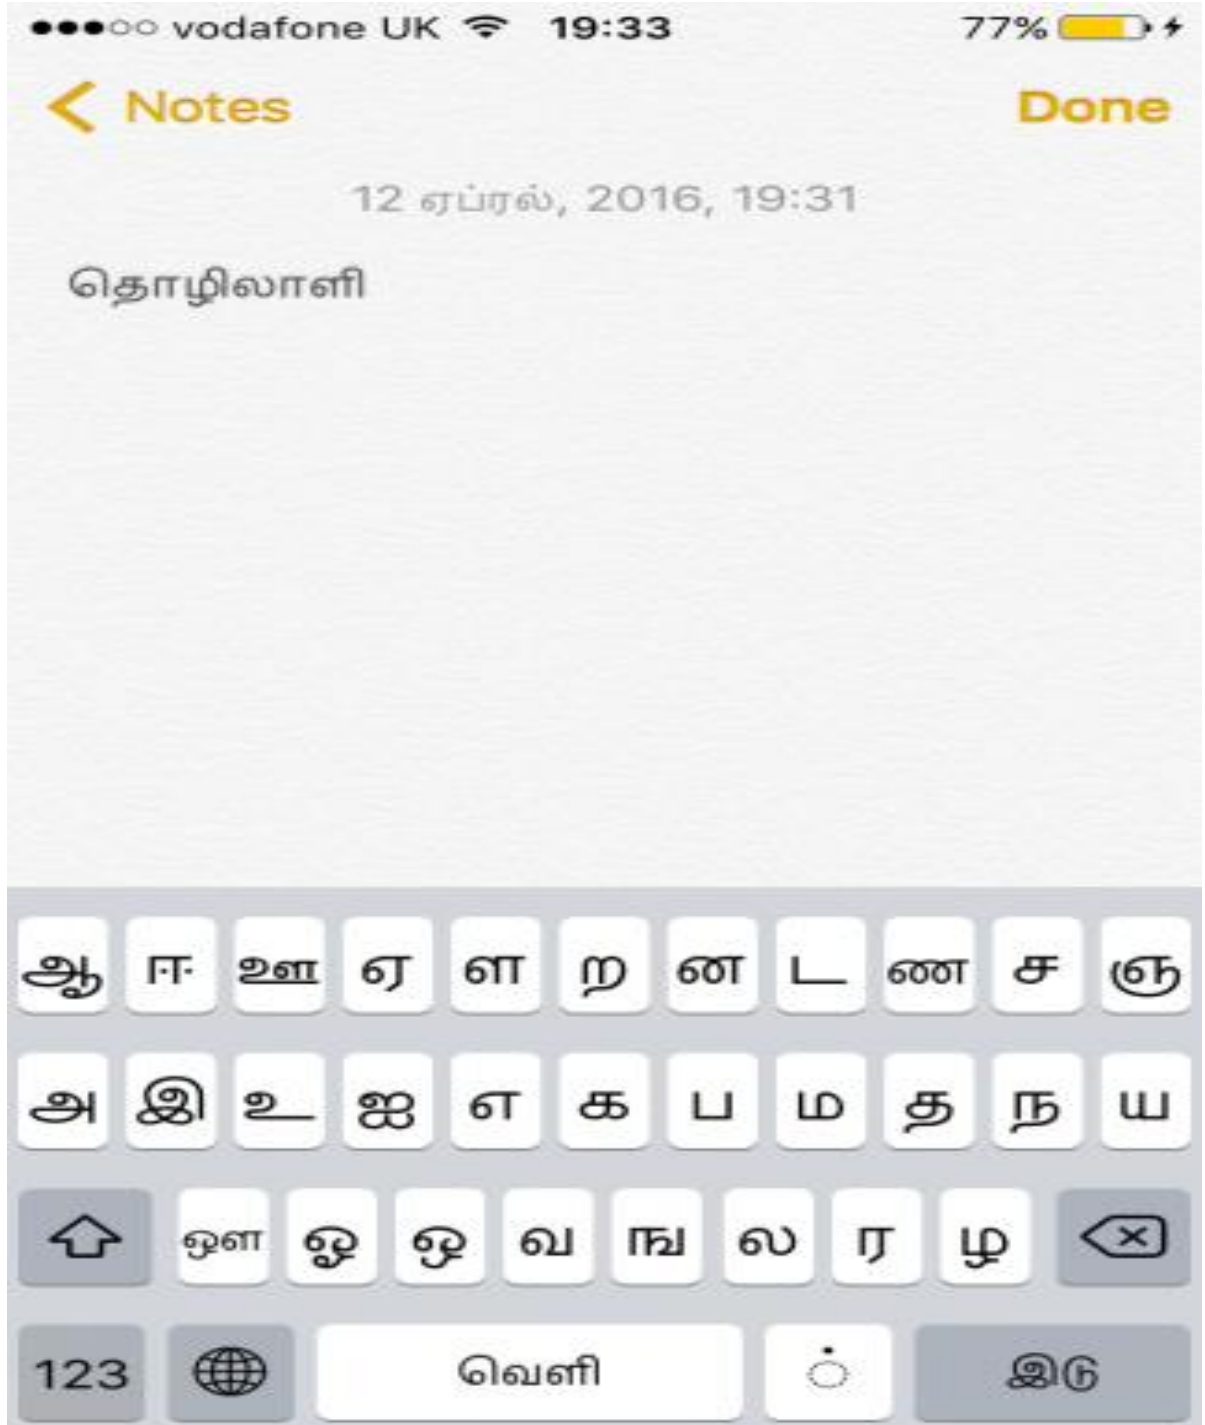 vodafone UK 19:33 77%
Notes Done
12 ஏப்ரல், 2016, 19:31
தொழிலாளி
ஆ ஈ ஊ ஏ ள ற ன ட ண ச ஞ
அ இ உ ஐ எ க ப ம த ந ய
ஔ ஓ ஒ வ ங ல ர ழ
123 வெளி ் இடு